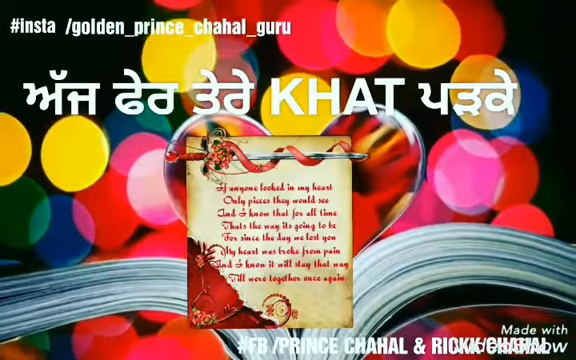 #insta /golden_prince_chahal_guru
ਅੱਜ ਫੇਰ ਤੇਰੇ KHAT ਪੜਕੇ
If anyone looked in my heart
Only pieces they would see
And I know that for all time
Thats the way its going to be
For since the day we lost you
My heart was broke from pain
And I know it will stay that way
Till were together once again
Made with
#FB /PRINCE CHAHAL & RICKY CHAHAL